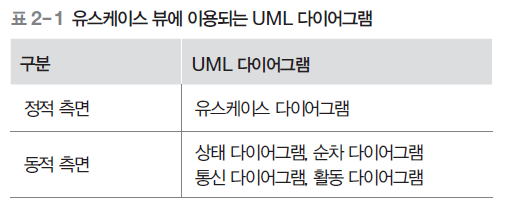 표 2-1 유스케이스 뷰에 이용되는 UML 다이어그램
구분 UML 다이어그램
정적 측면 유스케이스 다이어그램
동적 측면 상태 다이어그램, 순차 다이어그램
통신 다이어그램, 활동 다이어그램